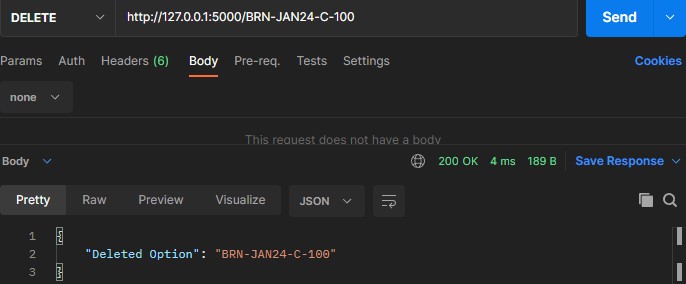 DELETE http://127.0.0.1:5000/BRN-JAN24-C-100 Send
Params Auth Headers (6) Body Pre-req. Tests Settings Cookies
none
This request does not have a body
Body 200 OK 4 ms 189 B Save Response
Pretty Raw Preview Visualize JSON
1 {
2 "Deleted Option": "BRN-JAN24-C-100"
3 }